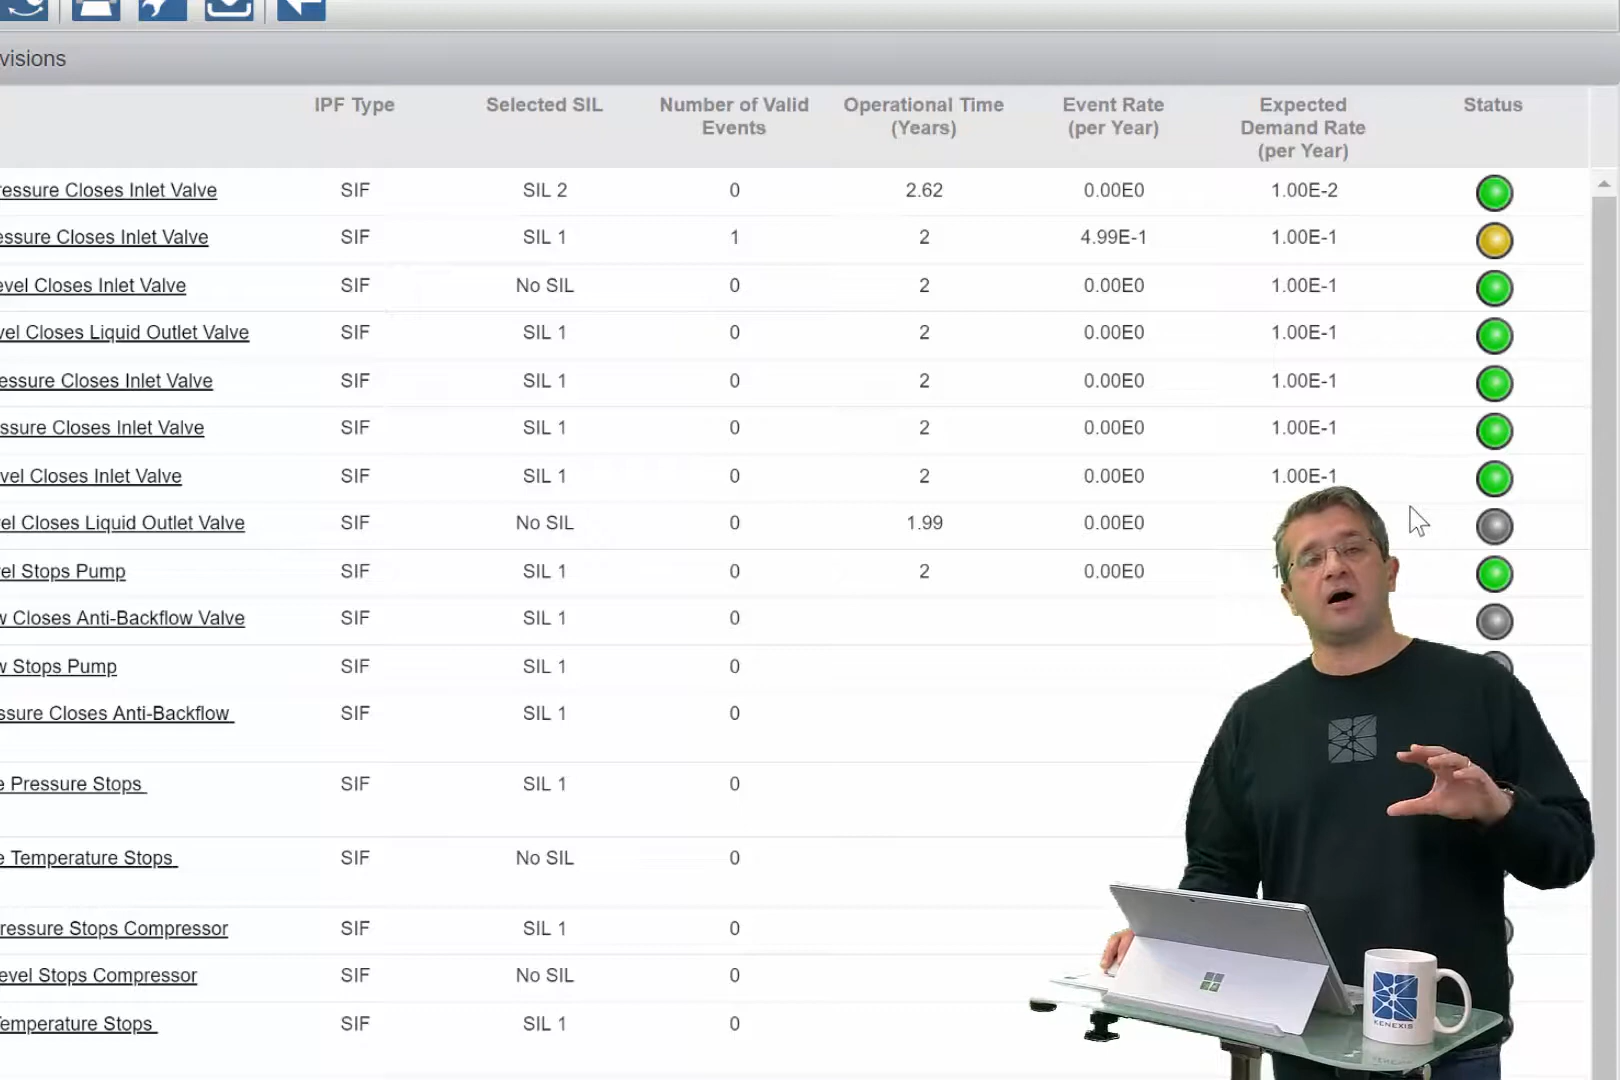 visions
IPF Type Selected SIL Number of Valid Events Operational Time (Years) Event Rate (per Year) Expected Demand Rate (per Year) Status
ressure Closes Inlet Valve SIF SIL 2 0 2.62 0.00E0 1.00E-2
essure Closes Inlet Valve SIF SIL 1 1 2 4.99E-1 1.00E-1
evel Closes Inlet Valve SIF No SIL 0 2 0.00E0 1.00E-1
vel Closes Liquid Outlet Valve SIF SIL 1 0 2 0.00E0 1.00E-1
essure Closes Inlet Valve SIF SIL 1 0 2 0.00E0 1.00E-1
ssure Closes Inlet Valve SIF SIL 1 0 2 0.00E0 1.00E-1
vel Closes Inlet Valve SIF SIL 1 0 2 0.00E0 1.00E-1
el Closes Liquid Outlet Valve SIF No SIL 0 1.99 0.00E0
el Stops Pump SIF SIL 1 0 2 0.00E0
w Closes Anti-Backflow Valve SIF SIL 1 0
w Stops Pump SIF SIL 1 0
ssure Closes Anti-Backflow SIF SIL 1 0
e Pressure Stops SIF SIL 1 0
e Temperature Stops SIF No SIL 0
ressure Stops Compressor SIF SIL 1 0
evel Stops Compressor SIF No SIL 0
Temperature Stops SIF SIL 1 0
KENEXIS